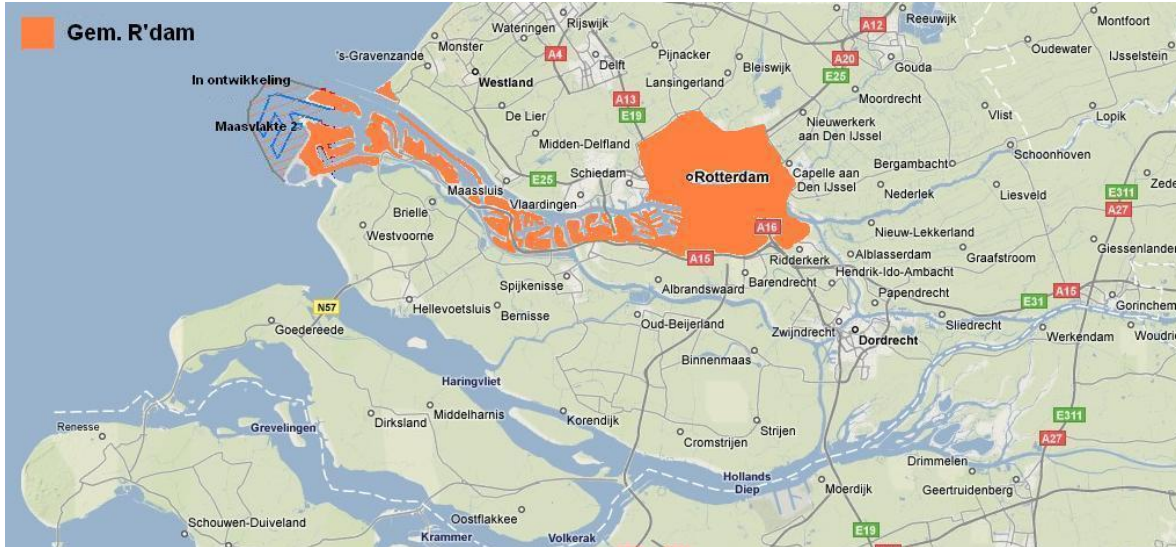 Gem. R'dam
In ontwikkeling
Maasvlakte 2
's-Gravenzande
Monster
Wateringen
Rijswijk
A4
Westland
De Lier
Delft
Pijnacker
Lansingerland
Bleiswijk
A12
A20
E25
Reeuwijk
Gouda
Montfoort
Oudewater
IJsselstein
A13
E19
Moordrecht
Nieuwerkerk
aan Den IJssel
Vlist
Lopik
Midden-Delfland
Schiedam
E25
Maassluis
Vlaardingen
Rotterdam
Capelle aan
Den IJssel
Bergambacht
Schoonhoven
Nederlek
Liesveld
E311
A27
Zede
Brielle
Westvoorne
A16
A15
Ridderkerk
Nieuw-Lekkerland
Alblasserdam
Graafstroom
Giessenlanden
Hendrik-Ido-Ambacht
Spijkenisse
Albrandswaard
Barendrecht
Papendrecht
A15
E31
Gorinchem
N57
Goedereede
Hellevoetsluis
Bernisse
Oud-Beijerland
Zwijndrecht
Dordrecht
Sliedrecht
Werkendam
Woudrie
Binnenmaas
Haringvliet
Renesse
Grevelingen
Dirksland
Middelharnis
Korendijk
Cromstrijen
Strijen
E311
A27
Hollands
Diep
Moerdijk
Drimmelen
Geertruidenberg
Schouwen-Duiveland
Oostflakkee
Krammer
Volkerak
E19